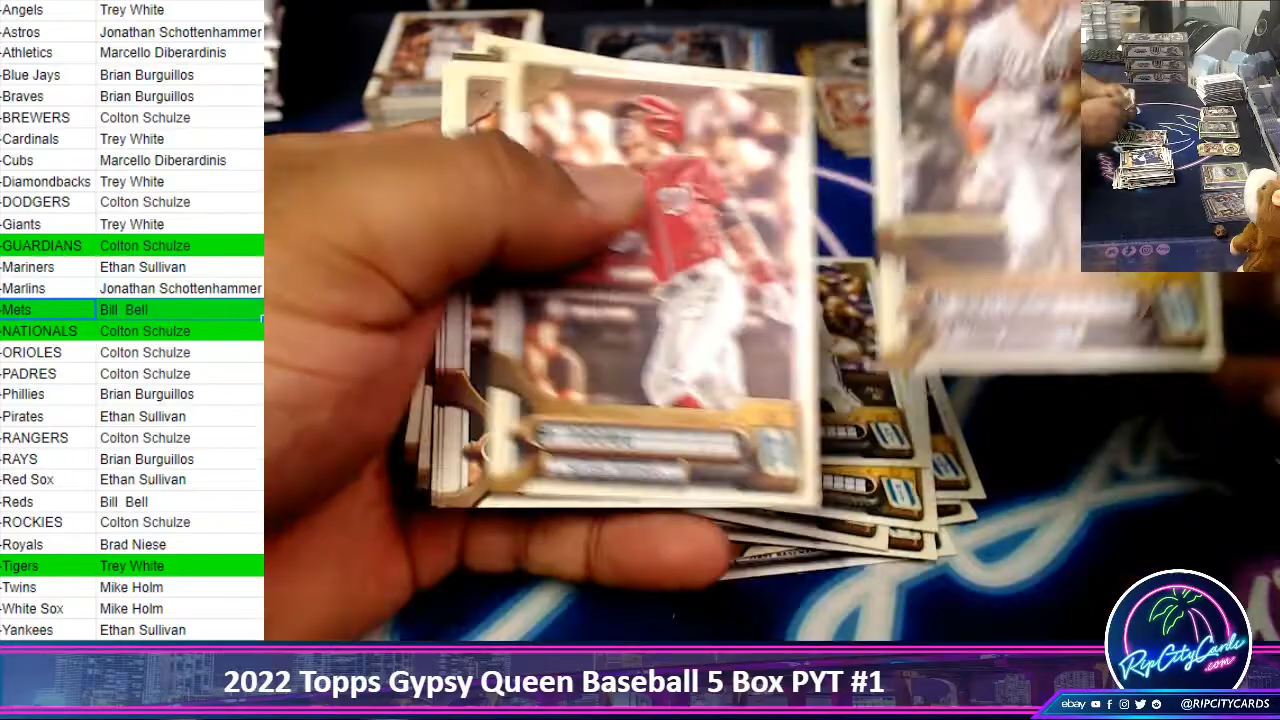 -Angels Trey White
-Astros Jonathan Schottenhammer
-Athletics Marcello Diberardinis
-Blue Jays Brian Burguillos
-Braves Brian Burguillos
-BREWERS Colton Schulze
-Cardinals Trey White
-Cubs Marcello Diberardinis
-Diamondbacks Trey White
-DODGERS Colton Schulze
-Giants Trey White
-GUARDIANS Colton Schulze
-Mariners Ethan Sullivan
-Marlins Jonathan Schottenhammer
-Mets Bill Bell
-NATIONALS Colton Schulze
-ORIOLES Colton Schulze
-PADRES Colton Schulze
-Phillies Brian Burguillos
-Pirates Ethan Sullivan
-RANGERS Colton Schulze
-RAYS Brian Burguillos
-Red Sox Ethan Sullivan
-Reds Bill Bell
-ROCKIES Colton Schulze
-Royals Brad Niese
-Tigers Trey White
-Twins Mike Holm
-White Sox Mike Holm
-Yankees Ethan Sullivan
2022 Topps Gypsy Queen Baseball 5 Box PYT #1
RipCityCards
.com
ebay @RIPCITYCARDS